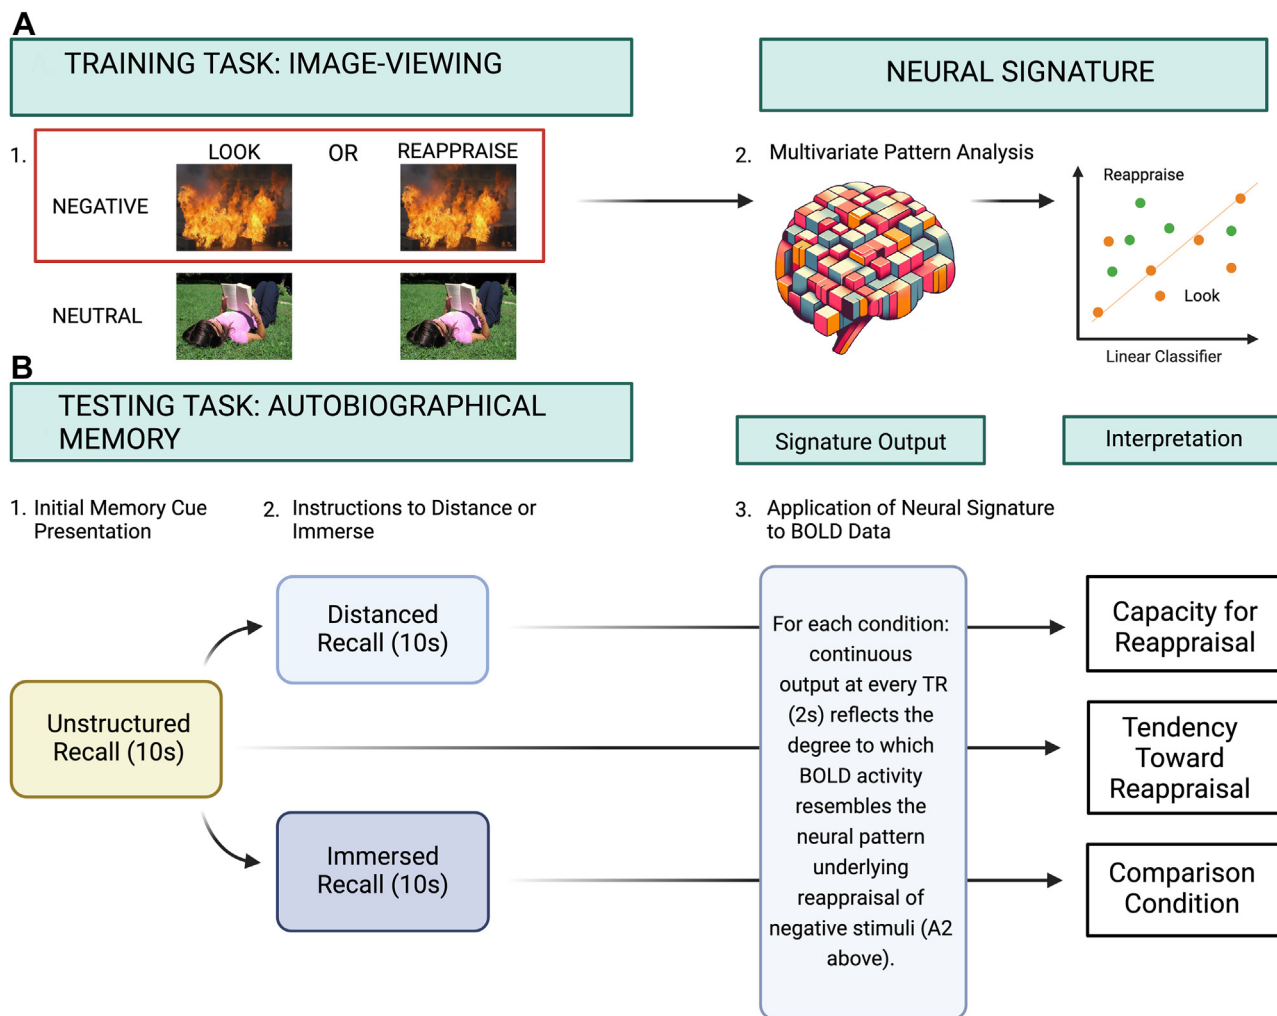 A
TRAINING TASK: IMAGE-VIEWING
NEURAL SIGNATURE
1.
LOOK OR REAPPRAISE
NEGATIVE
NEUTRAL
2. Multivariate Pattern Analysis
Reappraise
Look
Linear Classifier
B
TESTING TASK: AUTOBIOGRAPHICAL
MEMORY
Signature Output
Interpretation
1. Initial Memory Cue
Presentation
2. Instructions to Distance or
Immerse
3. Application of Neural Signature
to BOLD Data
Unstructured
Recall (10s)
Distanced
Recall (10s)
Immersed
Recall (10s)
For each condition:
continuous
output at every TR
(2s) reflects the
degree to which
BOLD activity
resembles the
neural pattern
underlying
reappraisal of
negative stimuli (A2
above).
Capacity for
Reappraisal
Tendency
Toward
Reappraisal
Comparison
Condition